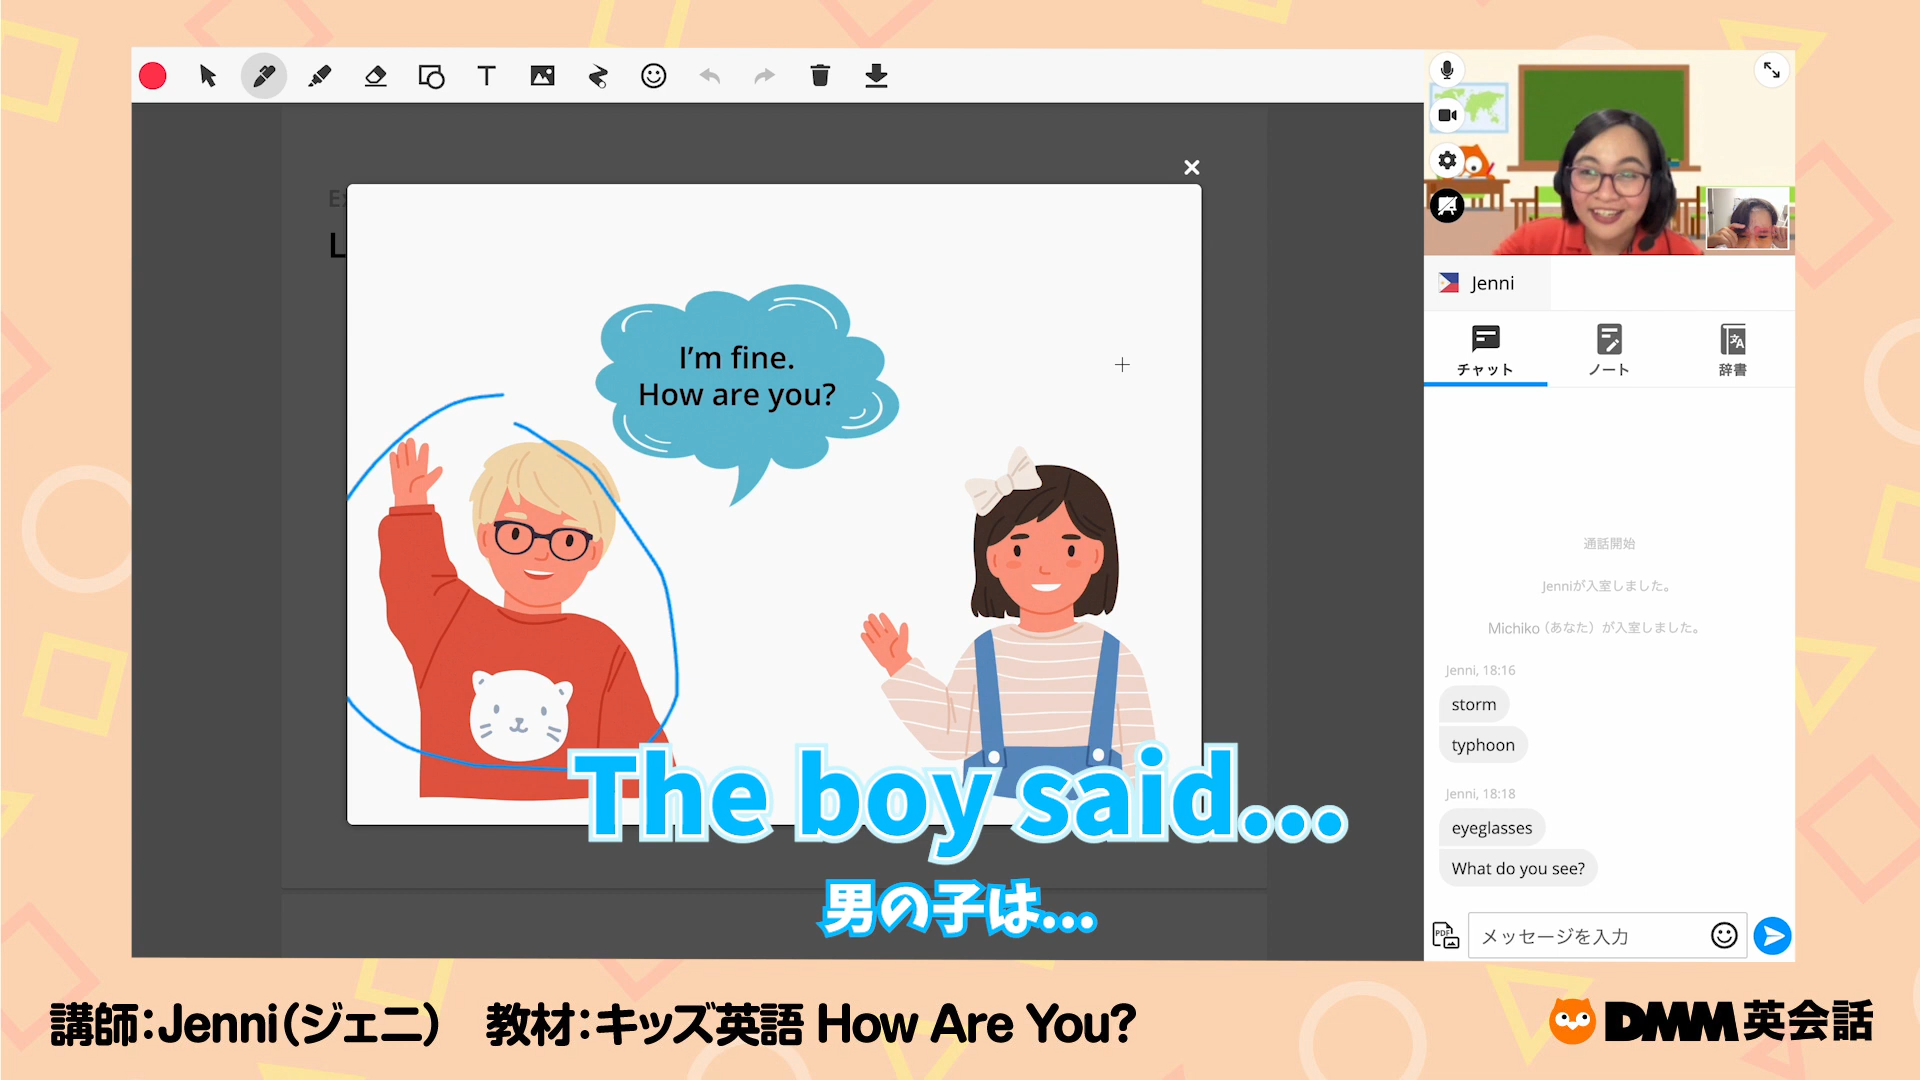 Ex
L
I'm fine.
How are you?
The boy said...
男の子は...
Jenni
チャット
ノート
辞書
通話開始
Jenniが入室しました。
Michiko（あなた）が入室しました。
Jenni, 18:16
storm
typhoon
Jenni, 18:18
eyeglasses
What do you see?
PDF
メッセージを入力
講師:Jenni(ジェニ) 教材:キッズ英語 How Are You?
DMM英会話